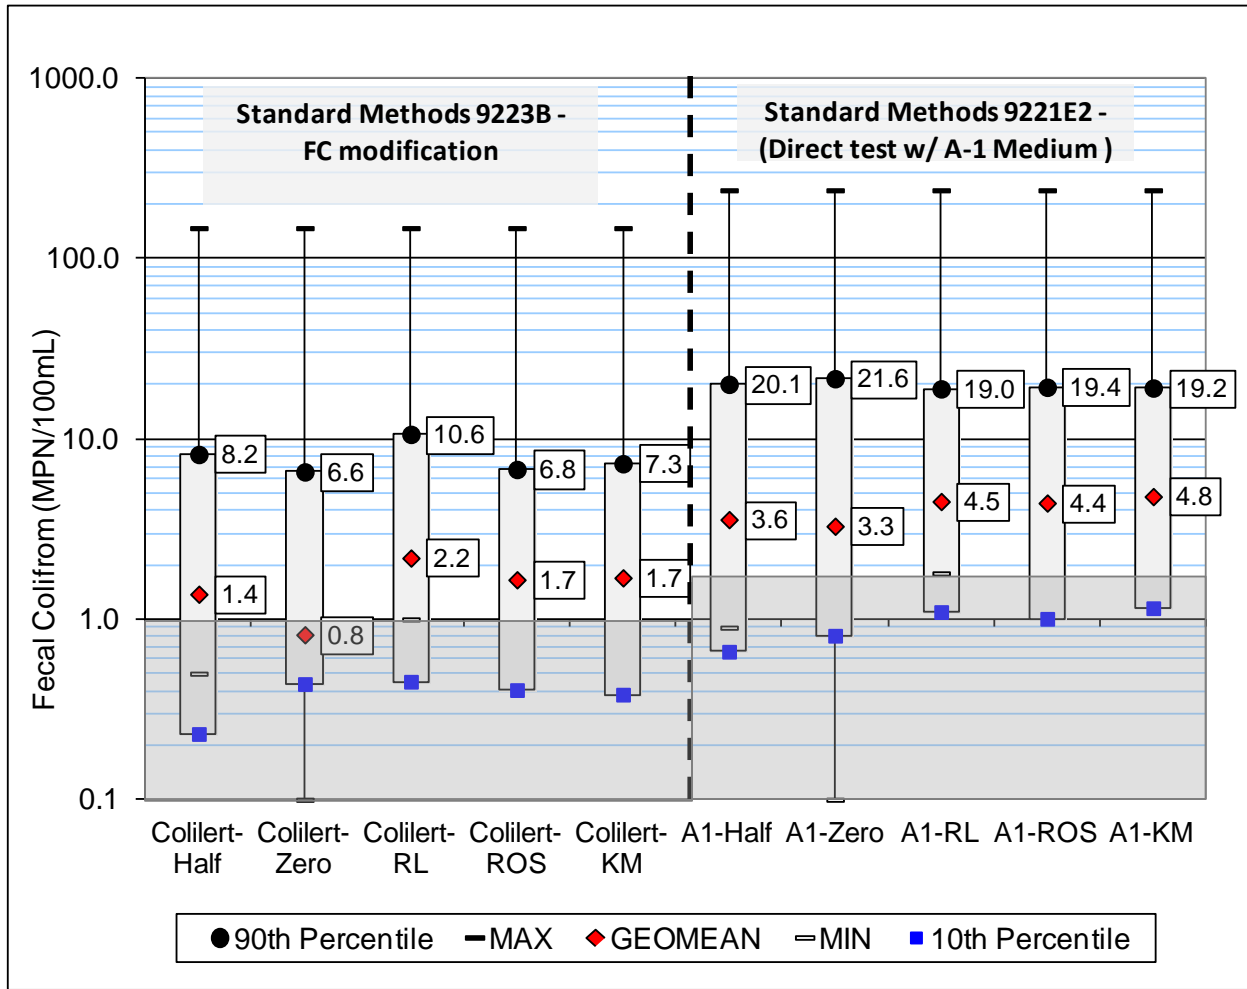 1000.0
100.0
10.0
1.0
0.1
Fecal Colifrom (MPN/100mL)
Standard Methods 9223B -
FC modification
Standard Methods 9221E2 -
(Direct test w/ A-1 Medium )
8.2
6.6
10.6
6.8
7.3
20.1
21.6
19.0
19.4
19.2
1.4
0.8
2.2
1.7
1.7
3.6
3.3
4.5
4.4
4.8
Colilert-
Half
Colilert-
Zero
Colilert-
RL
Colilert-
ROS
Colilert-
KM
A1-Half
A1-Zero
A1-RL
A1-ROS
A1-KM
90th Percentile MAX GEOMEAN MIN 10th Percentile